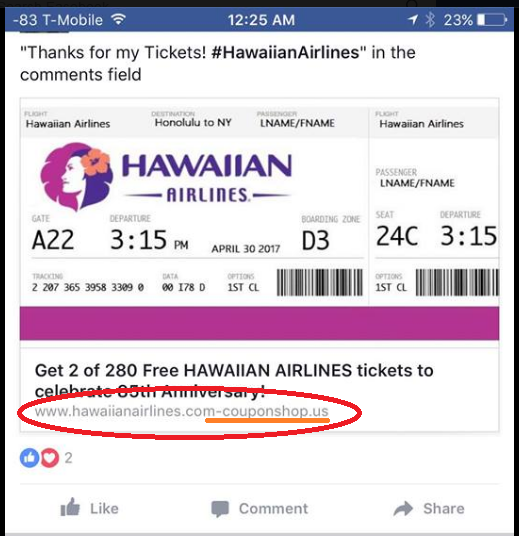 -83 T-Mobile 12:25 AM 23%
"Thanks for my Tickets! #HawaiianAirlines" in the
comments field
FLIGHT DESTINATION PASSENGER FLIGHT
Hawaiian Airlines Honolulu to NY LNAME/FNAME Hawaiian Airlines
HAWAIIAN
AIRLINES.
PASSENGER
LNAME/FNAME
GATE DEPARTURE BOARDING ZONE SEAT DEPARTURE
A22 3:15 PM APRIL 30 2017 D3 24C 3:15
TRACKING DATA OPTIONS OPTIONS
2 207 365 3958 3309 0 00 I78 D 1ST CL 1ST CL
Get 2 of 280 Free HAWAIIAN AIRLINES tickets to
celebrate 85th Anniversary!
www.hawaiianairlines.com-couponshop.us
2
Like Comment Share